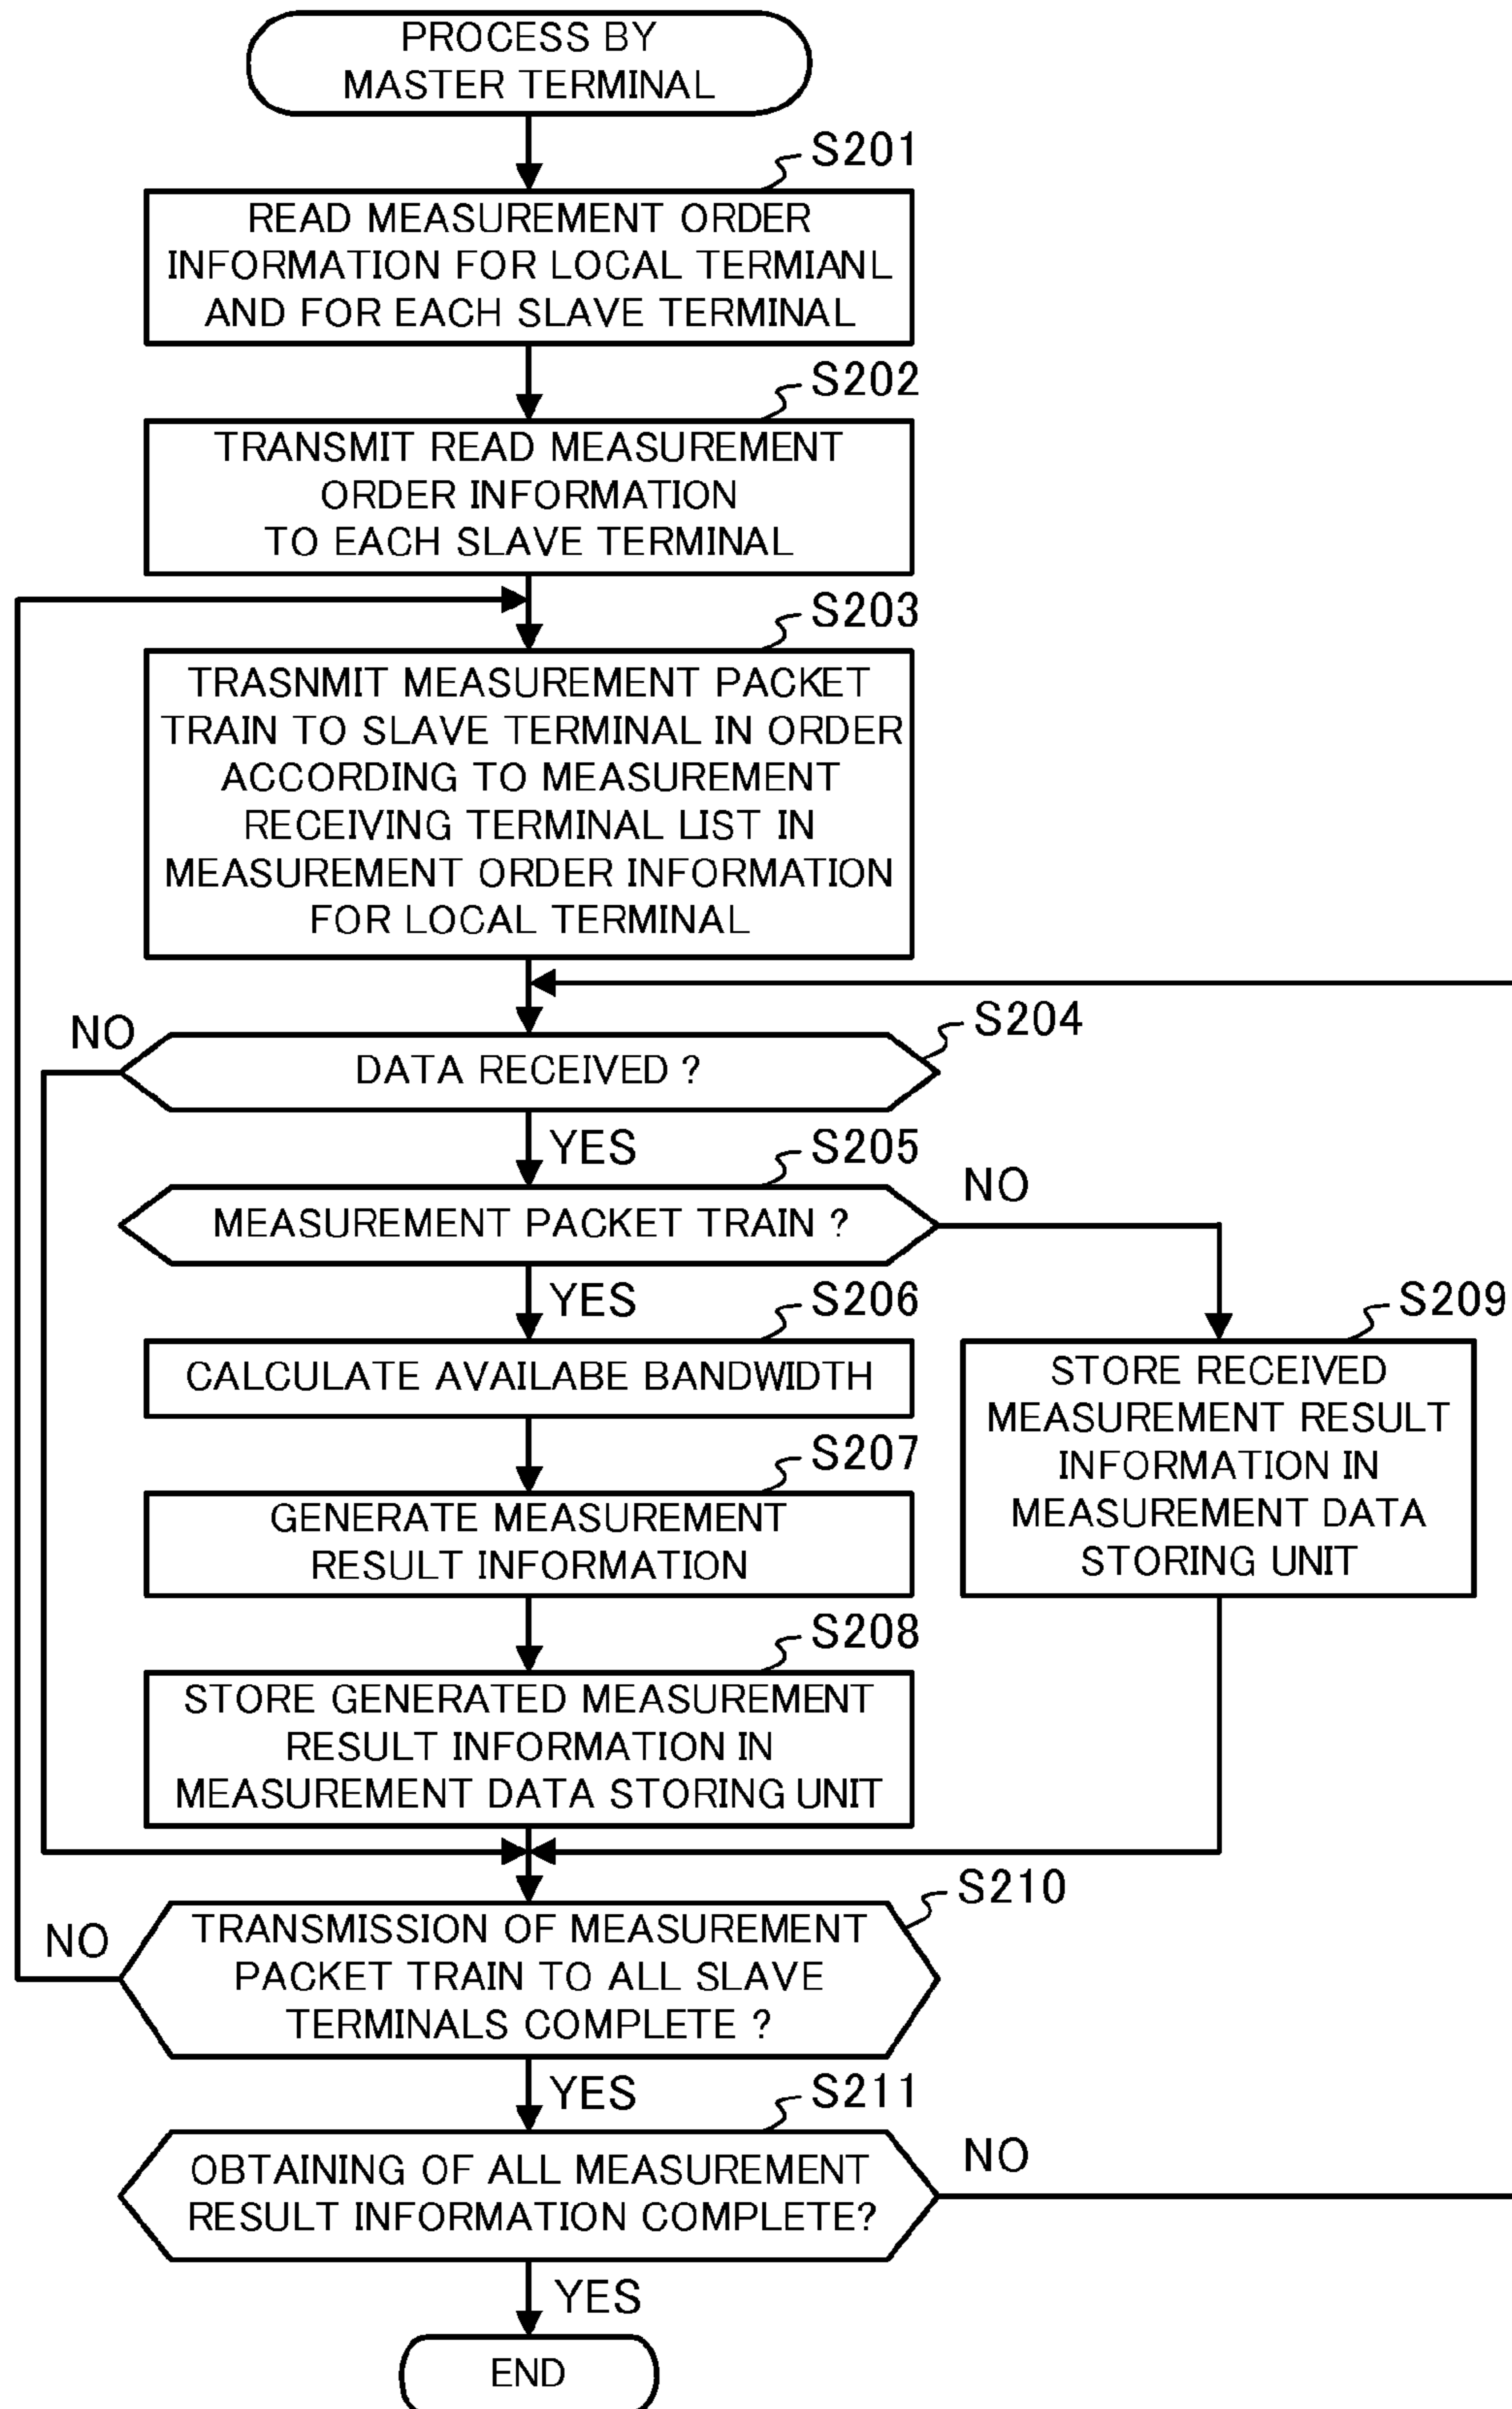 PROCESS BY
MASTER TERMINAL
S201
READ MEASUREMENT ORDER
INFORMATION FOR LOCAL TERMIANL
AND FOR EACH SLAVE TERMINAL
S202
TRANSMIT READ MEASUREMENT
ORDER INFORMATION
TO EACH SLAVE TERMINAL
S203
TRASNMIT MEASUREMENT PACKET
TRAIN TO SLAVE TERMINAL IN ORDER
ACCORDING TO MEASUREMENT
RECEIVING TERMINAL LIST IN
MEASUREMENT ORDER INFORMATION
FOR LOCAL TERMINAL
S204
NO
DATA RECEIVED ?
YES
S205
NO
MEASUREMENT PACKET TRAIN ?
YES
S206
CALCULATE AVAILABE BANDWIDTH
S207
GENERATE MEASUREMENT
RESULT INFORMATION
S208
STORE GENERATED MEASUREMENT
RESULT INFORMATION IN
MEASUREMENT DATA STORING UNIT
S209
STORE RECEIVED
MEASUREMENT RESULT
INFORMATION IN
MEASUREMENT DATA
STORING UNIT
S210
NO
TRANSMISSION OF MEASUREMENT
PACKET TRAIN TO ALL SLAVE
TERMINALS COMPLETE ?
YES
S211
NO
OBTAINING OF ALL MEASUREMENT
RESULT INFORMATION COMPLETE?
YES
END